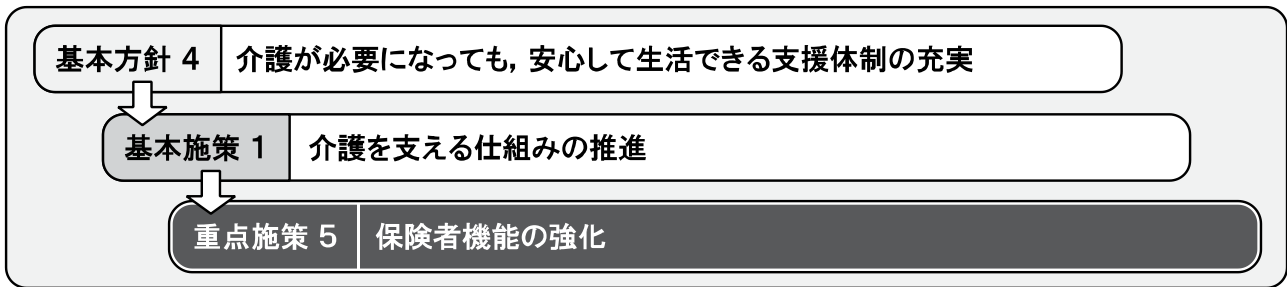 基本方針 4 介護が必要になっても, 安心して生活できる支援体制の充実
基本施策 1 介護を支える仕組みの推進
重点施策 5 保険者機能の強化